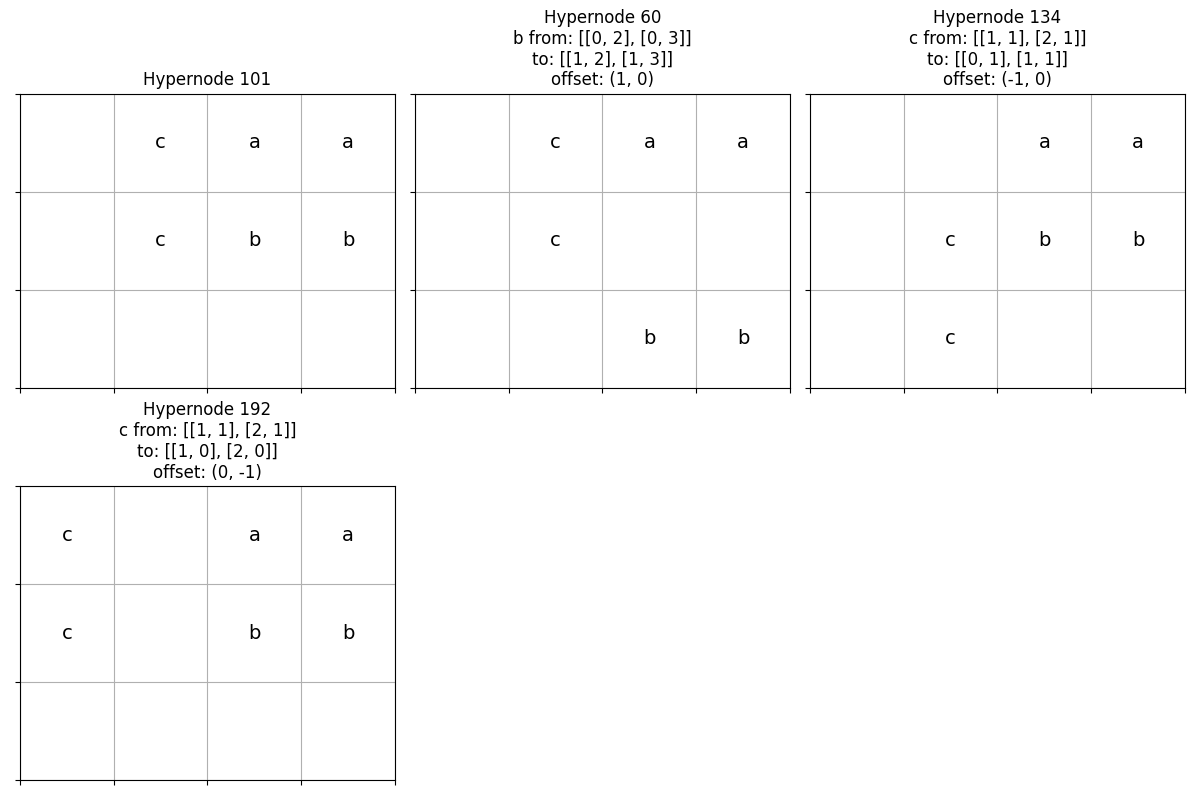 Hypernode 101
c a a
c b b
Hypernode 60
b from: [[0, 2], [0, 3]]
to: [[1, 2], [1, 3]]
offset: (1, 0)
c a a
c
b b
Hypernode 134
c from: [[1, 1], [2, 1]]
to: [[0, 1], [1, 1]]
offset: (-1, 0)
a a
c b b
c
Hypernode 192
c from: [[1, 1], [2, 1]]
to: [[1, 0], [2, 0]]
offset: (0, -1)
c a a
c b b